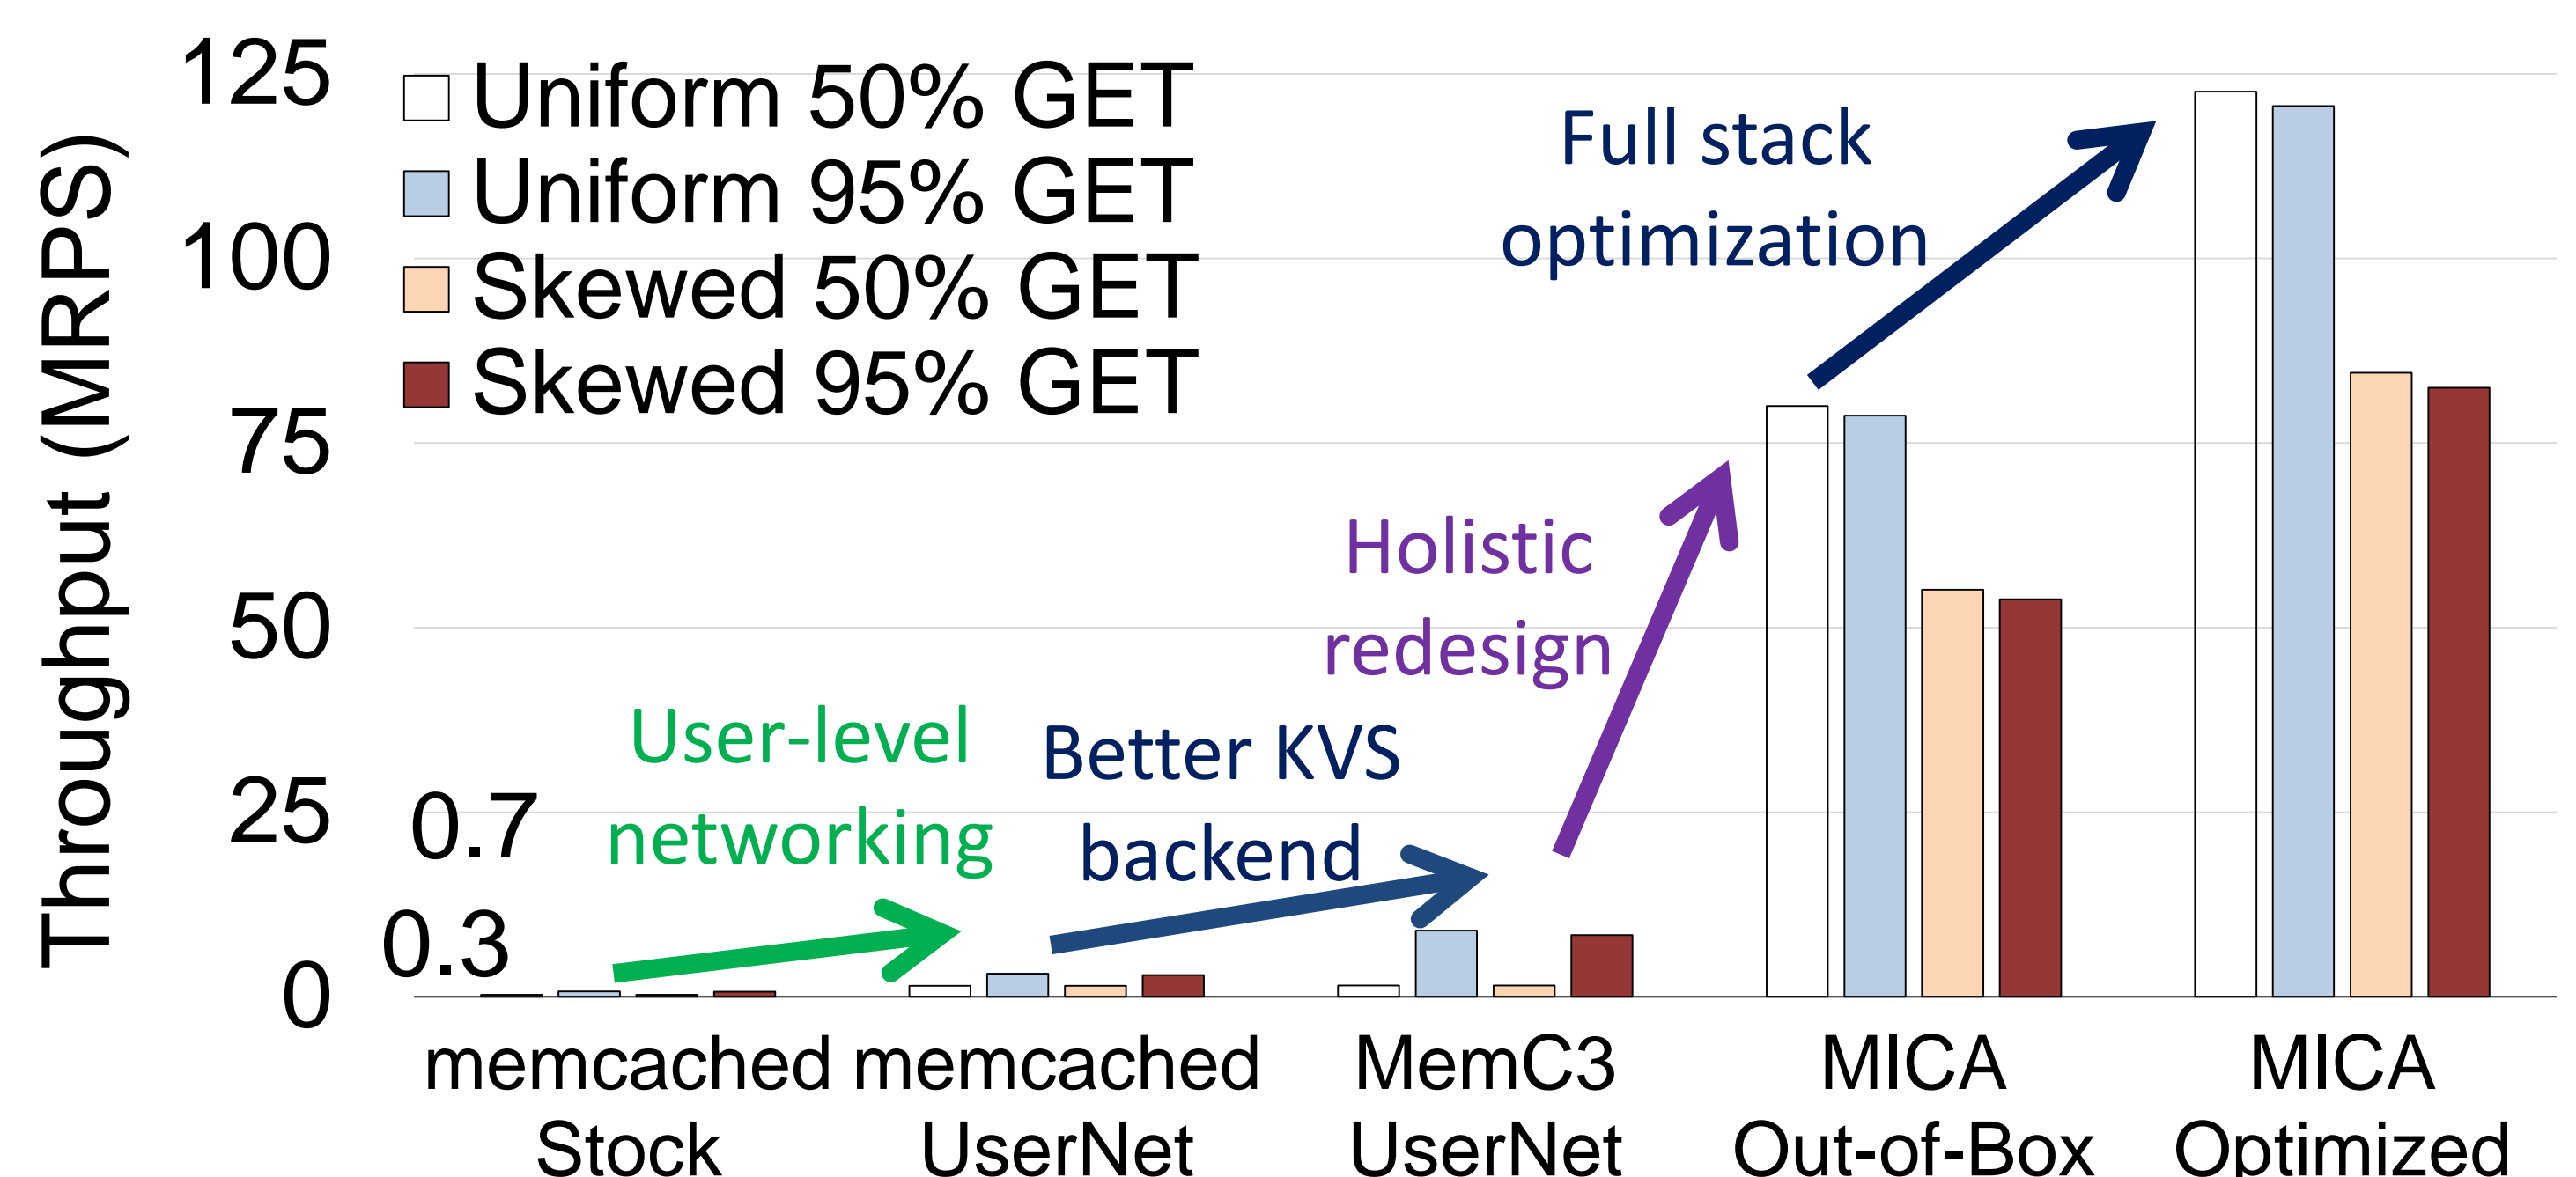 Throughput (MRPS)
125
100
75
50
25
0
Uniform 50% GET
Uniform 95% GET
Skewed 50% GET
Skewed 95% GET
0.7
0.3
User-level
networking
Better KVS
backend
Holistic
redesign
Full stack
optimization
memcached
Stock
memcached
UserNet
MemC3
UserNet
MICA
Out-of-Box
MICA
Optimized